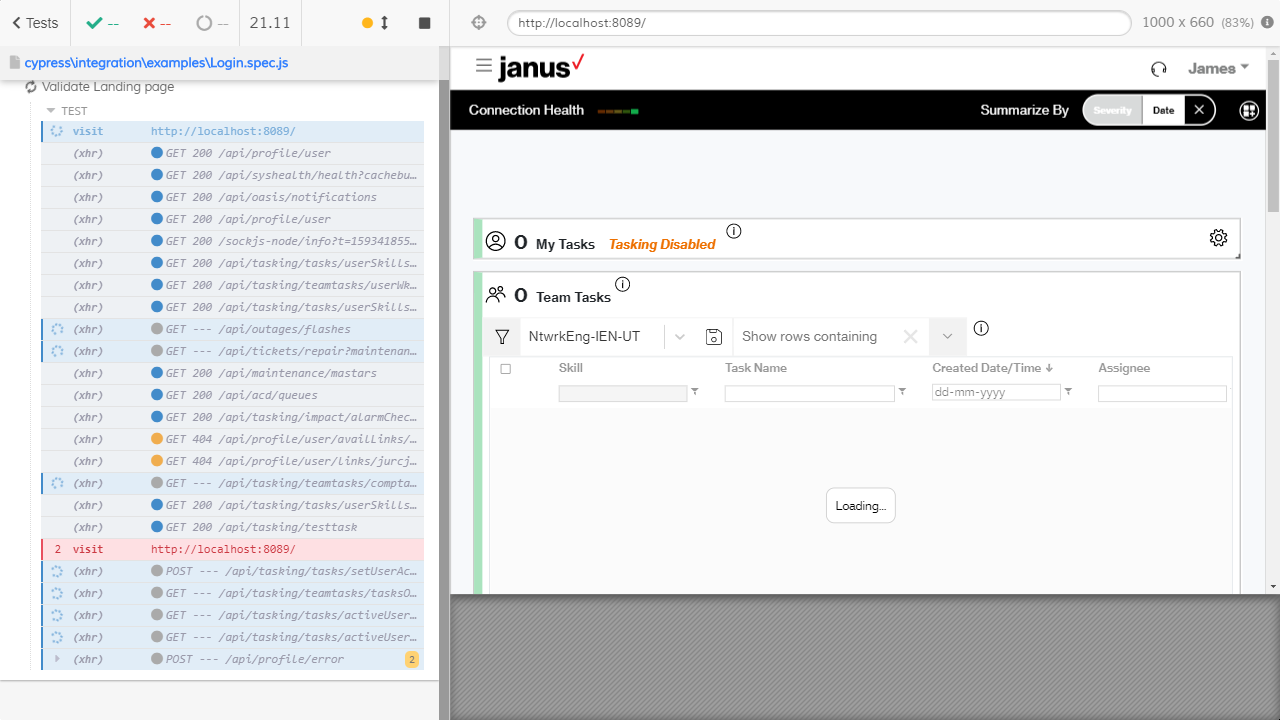 Tests
--
--
--
21.11
http://localhost:8089/
1000 x 660 (83%)
cypress\integration\examples\Login.spec.js
Validate Landing page
TEST
visit http://localhost:8089/
(xhr) GET 200 /api/profile/user
(xhr) GET 200 /api/syshealth/health?cachebu…
(xhr) GET 200 /api/oasis/notifications
(xhr) GET 200 /api/profile/user
(xhr) GET 200 /sockjs-node/info?t=159341855…
(xhr) GET 200 /api/tasking/tasks/userSkills…
(xhr) GET 200 /api/tasking/teamtasks/userWk…
(xhr) GET 200 /api/tasking/tasks/userSkills…
(xhr) GET --- /api/outages/flashes
(xhr) GET --- /api/tickets/repair?maintenan…
(xhr) GET 200 /api/maintenance/mastars
(xhr) GET 200 /api/acd/queues
(xhr) GET 200 /api/tasking/impact/alarmChec…
(xhr) GET 404 /api/profile/user/availLinks/…
(xhr) GET 404 /api/profile/user/links/jurcj…
(xhr) GET --- /api/tasking/teamtasks/compta…
(xhr) GET 200 /api/tasking/tasks/userSkills…
(xhr) GET 200 /api/tasking/testtask
2 visit http://localhost:8089/
(xhr) POST --- /api/tasking/tasks/setUserAc…
(xhr) GET --- /api/tasking/teamtasks/tasksO…
(xhr) GET --- /api/tasking/tasks/activeUser…
(xhr) GET --- /api/tasking/tasks/activeUser…
(xhr) POST --- /api/profile/error 2
janus
James
Connection Health
Summarize By
Severity
Date
0 My Tasks Tasking Disabled
0 Team Tasks
NtwrkEng-IEN-UT
Show rows containing
Skill
Task Name
Created Date/Time
Assignee
dd-mm-yyyy
Loading...